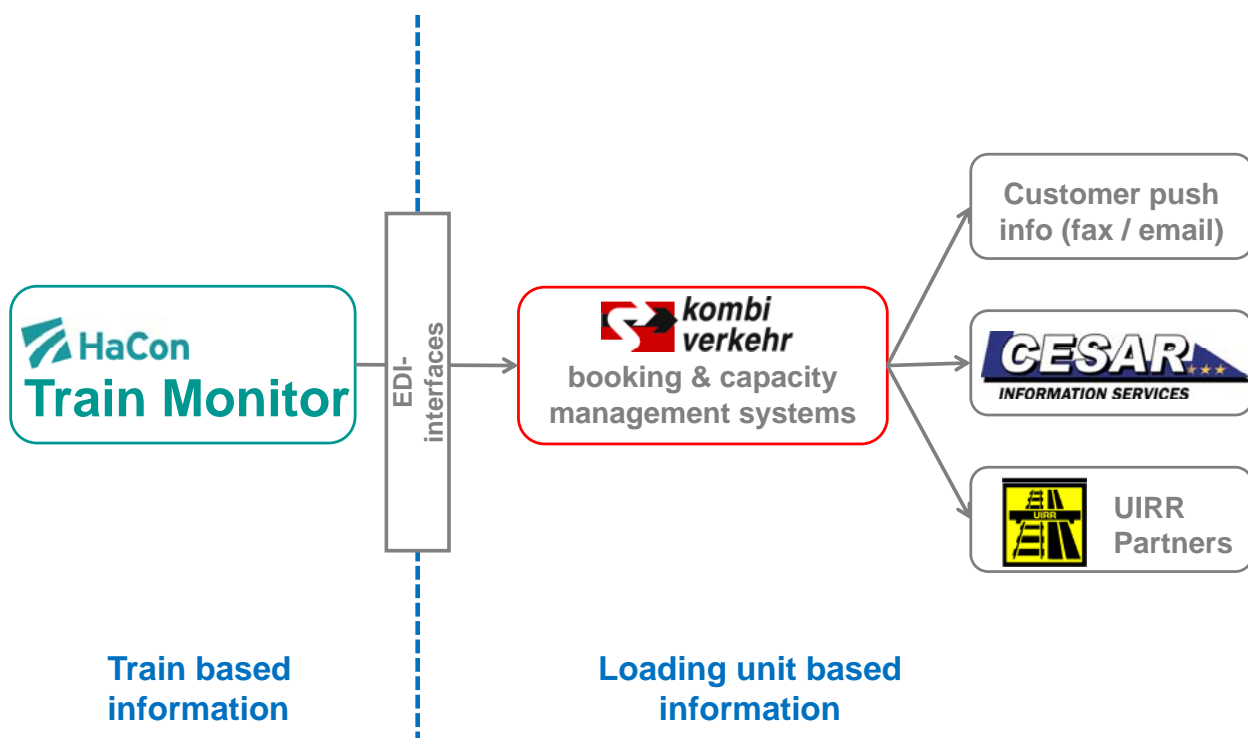 HaCon
Train Monitor
EDI-
interfaces
kombi
verkehr
booking & capacity
management systems
Customer push
info (fax / email)
CESAR
INFORMATION SERVICES
UIRR
UIRR
Partners
Train based
information
Loading unit based
information